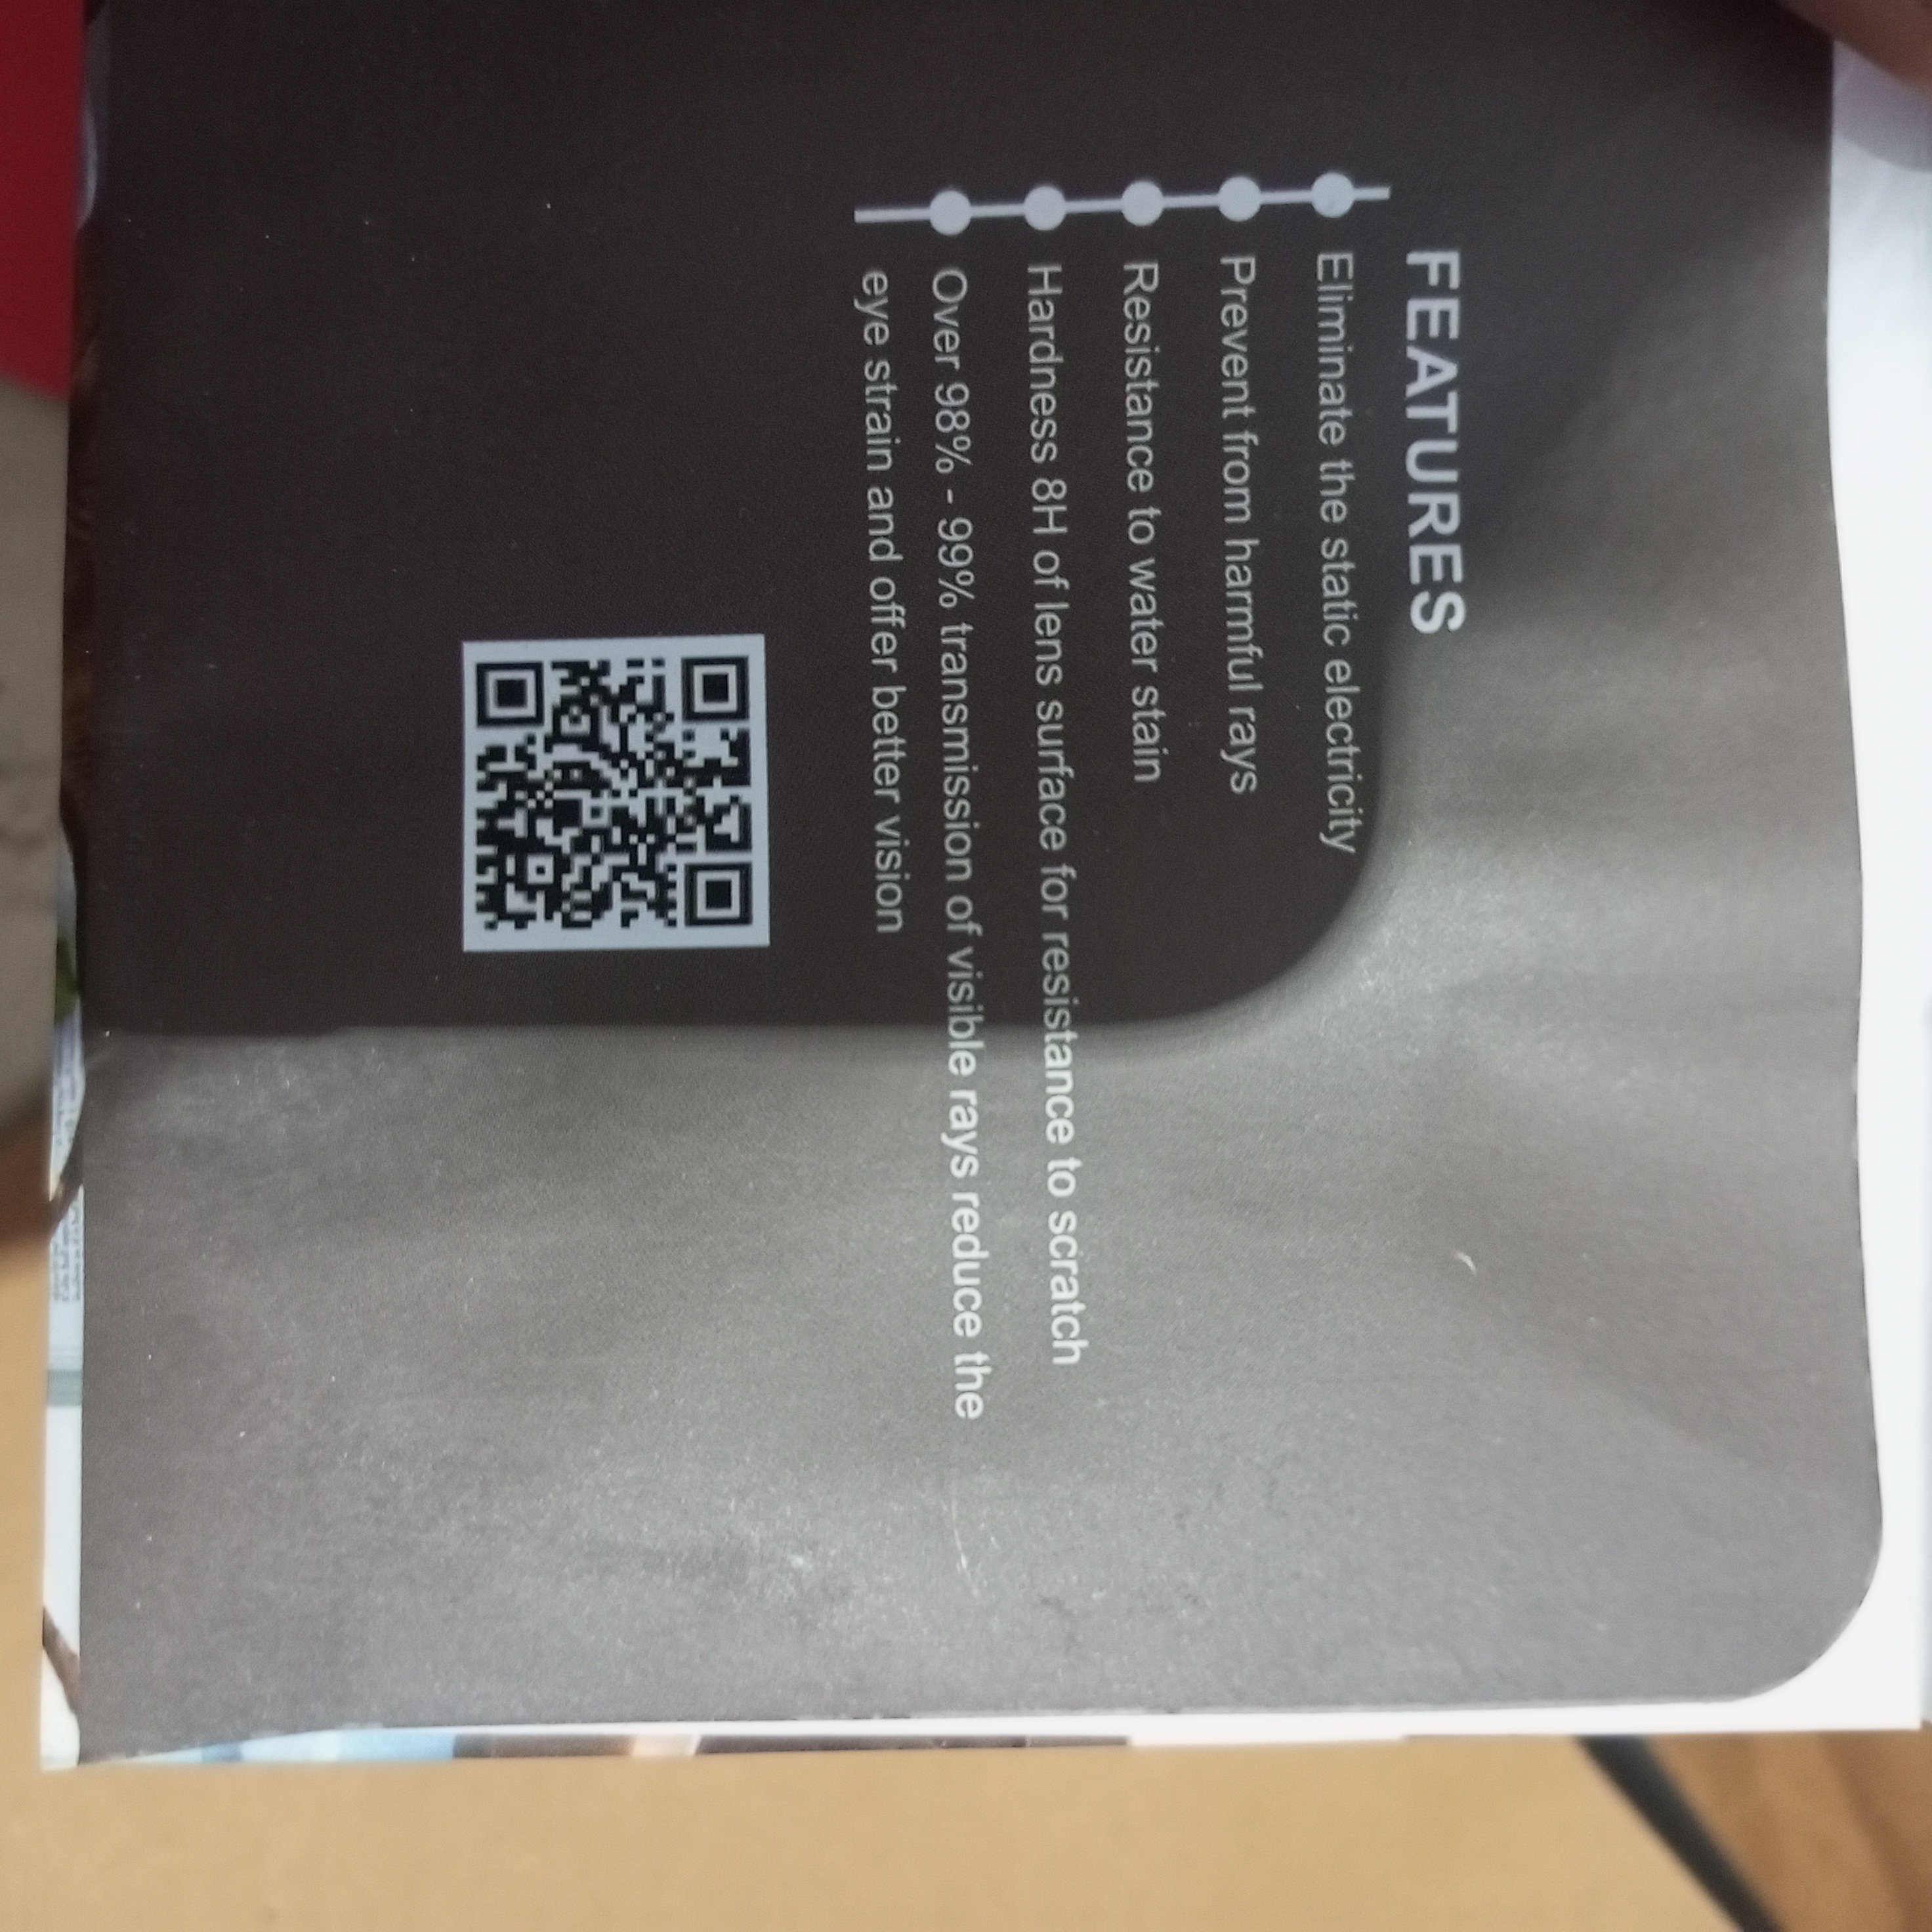 FEATURES
Eliminate the static electricity
Prevent from harmful rays
Resistance to water stain
Hardness 8H of lens surface for resistance to scratch
Over 98% - 99% transmission of visible rays reduce the
eye strain and offer better vision